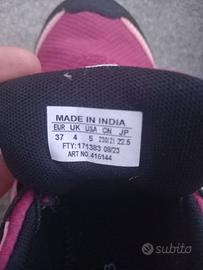 MADE IN INDIA
EUR UK USA CN JP
37 4 5 230(2) 22.5
FTY: 171383 08/23
ART NO.416144
subito